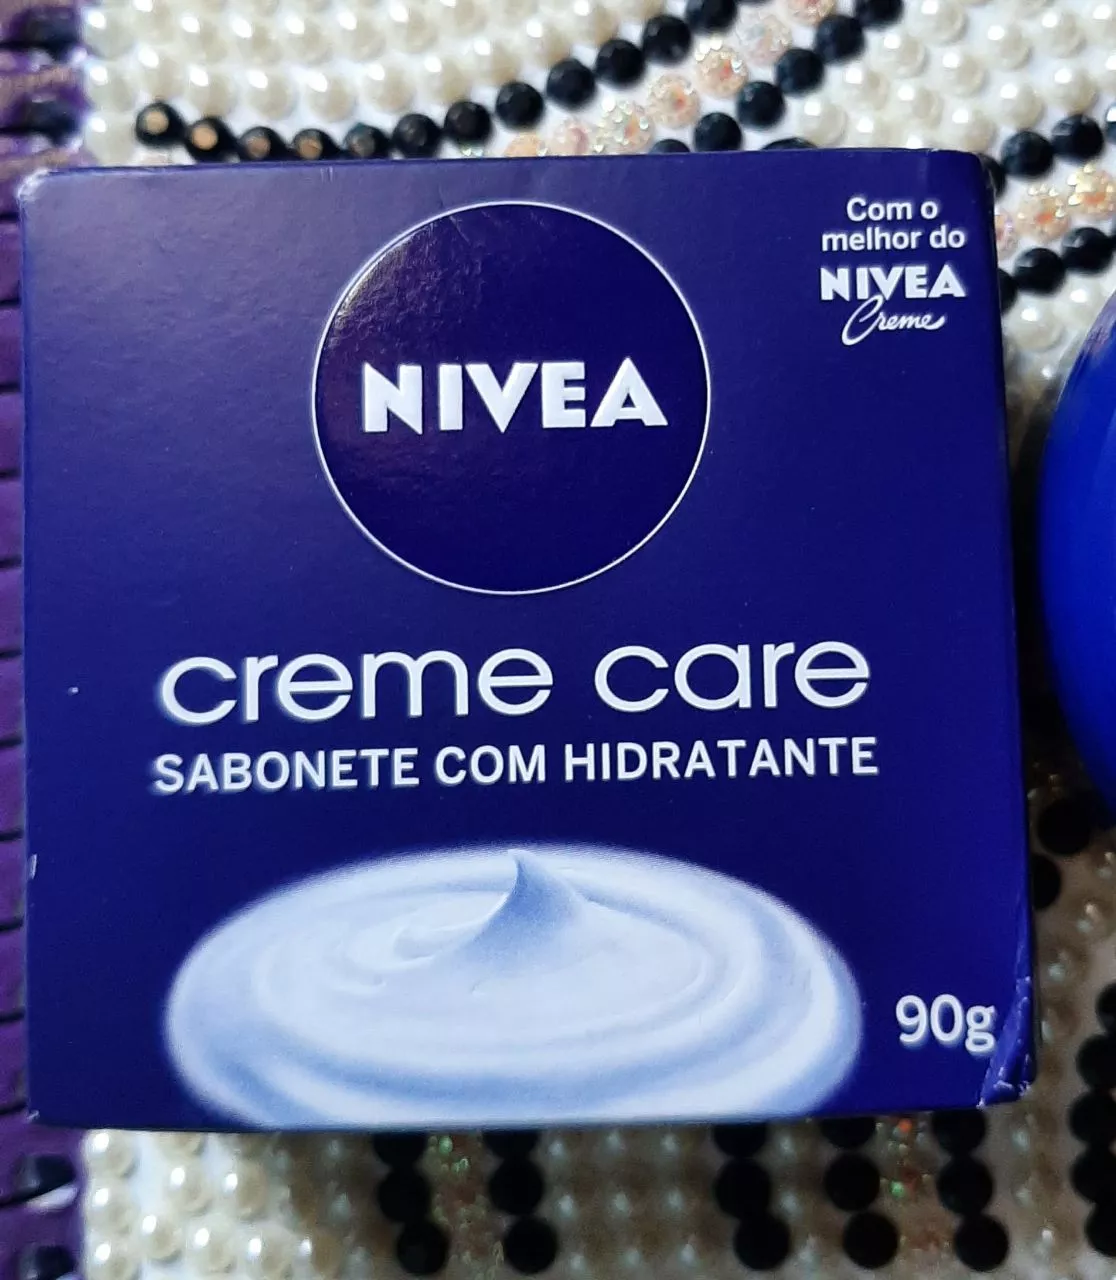 Com o
melhor do
NIVEA
Creme
NIVEA
creme care
SABONETE COM HIDRATANTE
90g